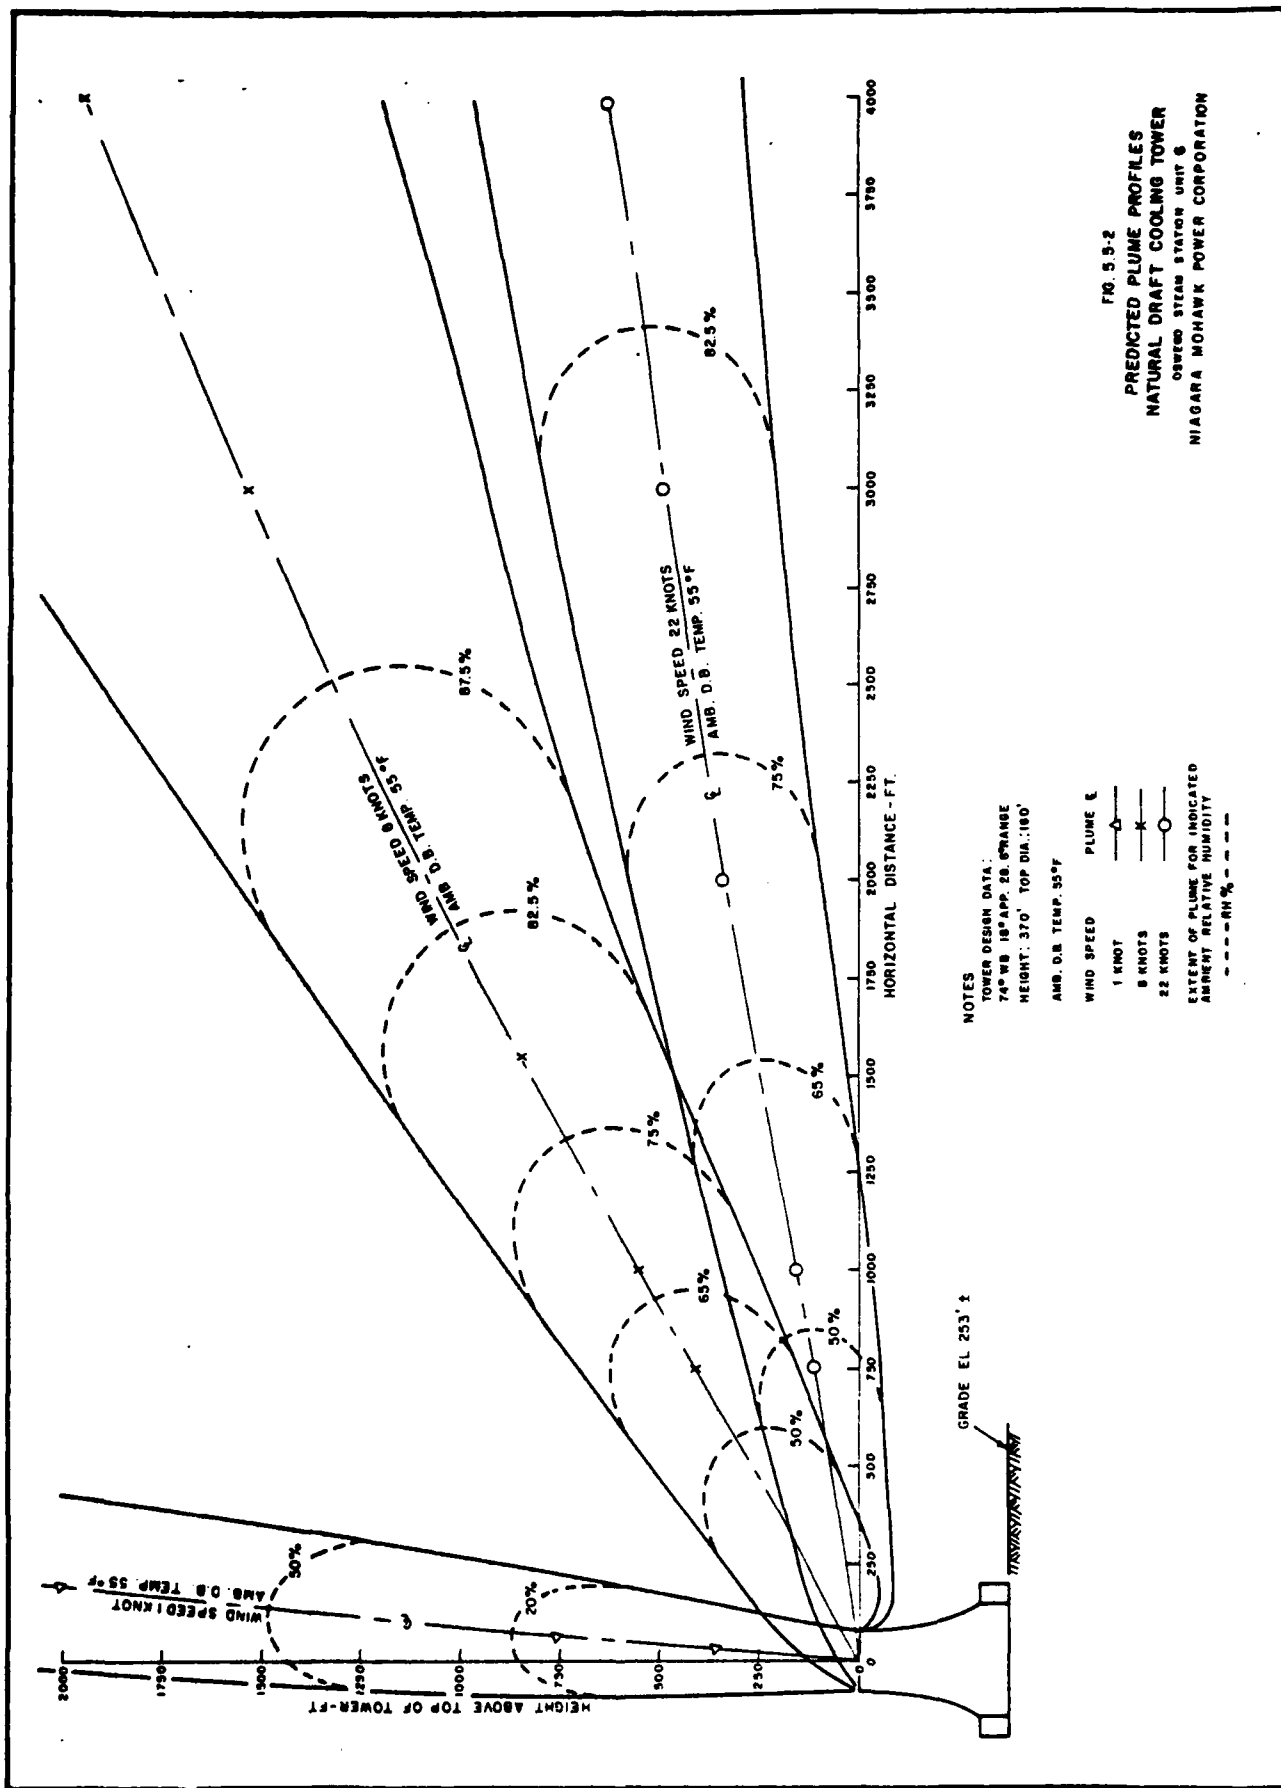 FIG. 5.5-2
PREDICTED PLUME PROFILES
NATURAL DRAFT COOLING TOWER
OSWEGO STEAM STATION UNIT 6
NIAGARA MOHAWK POWER CORPORATION
HEIGHT ABOVE TOP OF TOWER-FT
2000
1750
1500
1250
1000
750
500
250
0
0
250
500
750
1000
1250
1500
1750
2000
2250
2500
2750
3000
3250
3500
3750
4000
HORIZONTAL DISTANCE - FT.
WIND SPEED 1 KNOT
AMB. D.B. TEMP. 55°F
20%
50%
WIND SPEED 8 KNOTS
AMB. D.B. TEMP. 55°F
50%
65%
75%
82.5%
87.5%
WIND SPEED 22 KNOTS
AMB. D.B. TEMP. 55°F
50%
65%
75%
82.5%
GRADE EL 253' ±
NOTES
TOWER DESIGN DATA:
74° WB 18° APP. 28.6° RANGE
HEIGHT: 370' TOP DIA.: 160'
AMB. D.B. TEMP. 55°F
WIND SPEED PLUME ℄
1 KNOT
8 KNOTS
22 KNOTS
EXTENT OF PLUME FOR INDICATED
AMBIENT RELATIVE HUMIDITY
----RH%----